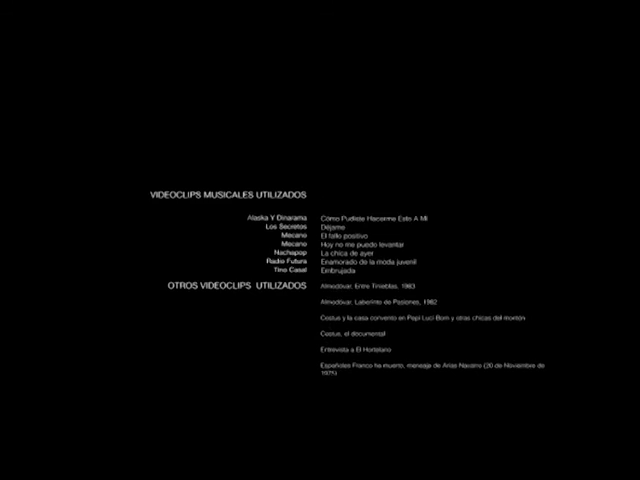 VIDEOCLIPS MUSICALES UTILIZADOS
Alaska Y Dinarama Cómo Pudiste Hacerme Esto A Mí
Los Secretos Déjame
Mecano El fallo positivo
Mecano Hoy no me puedo levantar
Nachapop La chica de ayer
Radio Futura Enamorado de la moda juvenil
Tino Casal Embrujada
OTROS VIDEOCLIPS UTILIZADOS Almodóvar, Entre Tinieblas, 1983
Almodóvar, Laberinto de Pasiones, 1982
Costus y la casa convento en Pepi Luci Bom y otras chicas del montón
Costus, el documental
Entrevista a El Hortelano
Españoles Franco ha muerto, mensaje de Arias Navarro (20 de Noviembre de
1975)